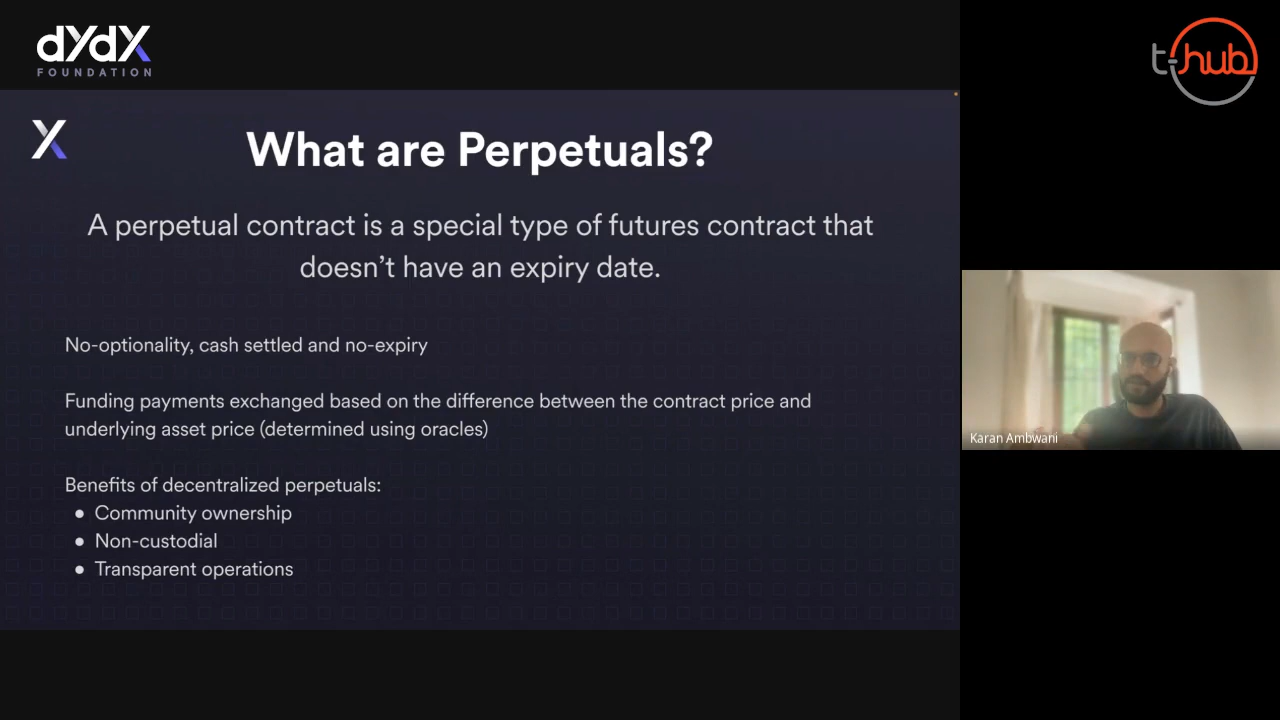 dYdX
FOUNDATION
t-hub
What are Perpetuals?
A perpetual contract is a special type of futures contract that
doesn’t have an expiry date.
No-optionality, cash settled and no-expiry
Funding payments exchanged based on the difference between the contract price and
underlying asset price (determined using oracles)
Benefits of decentralized perpetuals:
● Community ownership
● Non-custodial
● Transparent operations
Karan Ambwani